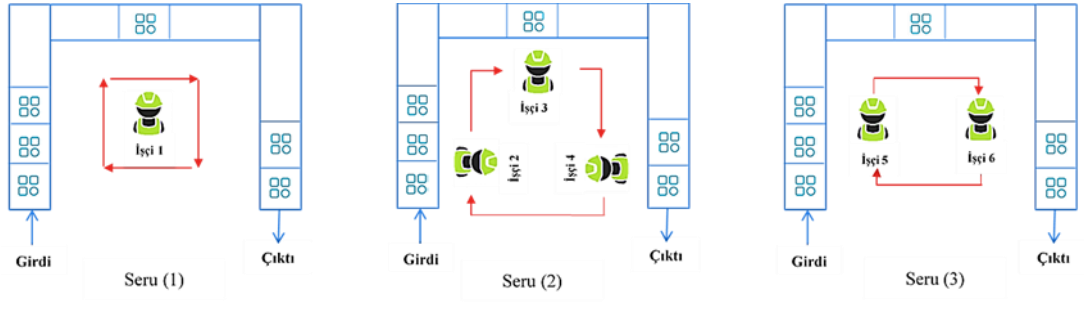 İşçi 1
Girdi
Çıktı
Seru (1)
İşçi 3
İşçi 2
İşçi 4
Girdi
Çıktı
Seru (2)
İşçi 5
İşçi 6
Girdi
Çıktı
Seru (3)